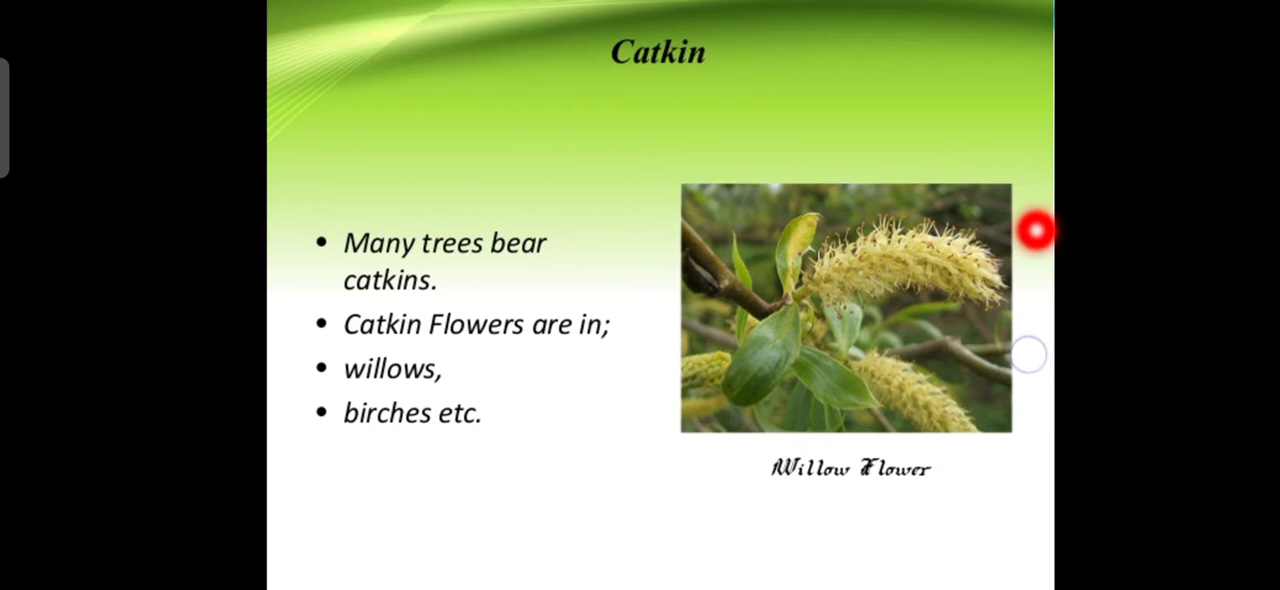 Catkin
• Many trees bear
catkins.
• Catkin Flowers are in;
• willows,
• birches etc.
Willow Flower